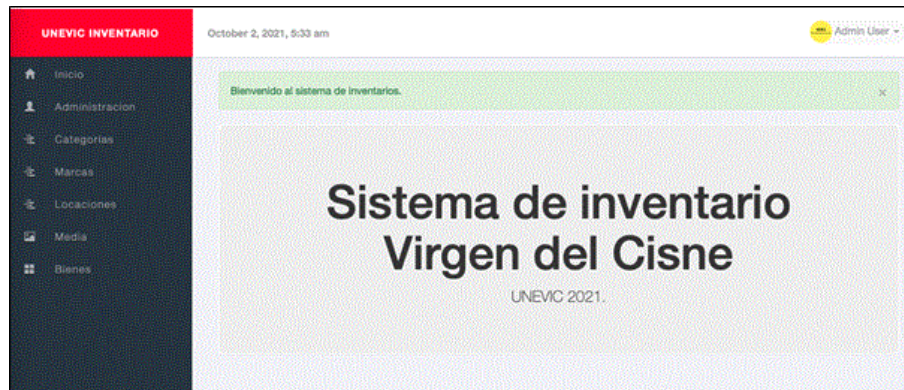 UNEVIC INVENTARIO
October 2, 2021, 5:33 am
Admin User
Inicio
Administracion
Categorias
Marcas
Locaciones
Media
Bienes
Bienvenido al sistema de inventarios.
×
Sistema de inventario
Virgen del Cisne
UNEVIC 2021.